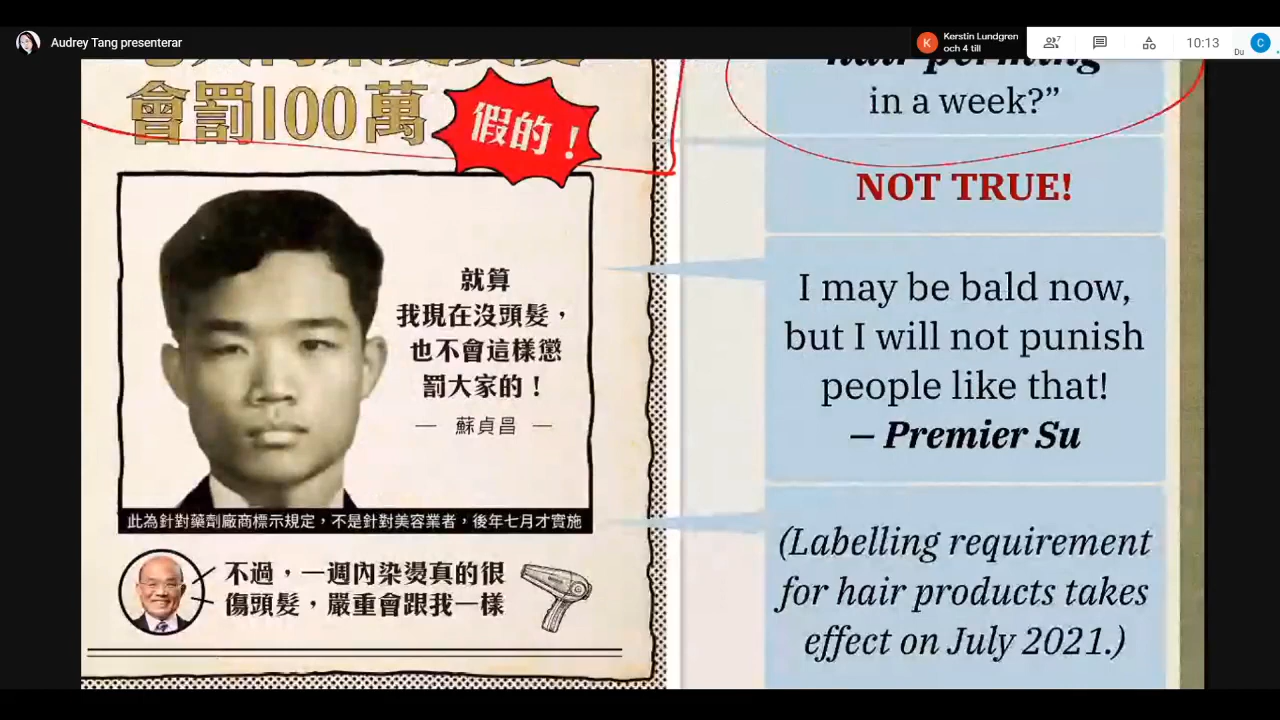 Audrey Tang presenterar
Kerstin Lundgren
och 4 till
7
10:13
Du
C
K
會罰100萬
假的！
就算
我現在沒頭髮，
也不會這樣懲
罰大家的！
— 蘇貞昌 —
此為針對藥劑廠商標示規定，不是針對美容業者，後年七月才實施
不過，一週內染燙真的很
傷頭髮，嚴重會跟我一樣
hair perming
in a week?”
NOT TRUE!
I may be bald now,
but I will not punish
people like that!
– Premier Su
(Labelling requirement
for hair products takes
effect on July 2021.)